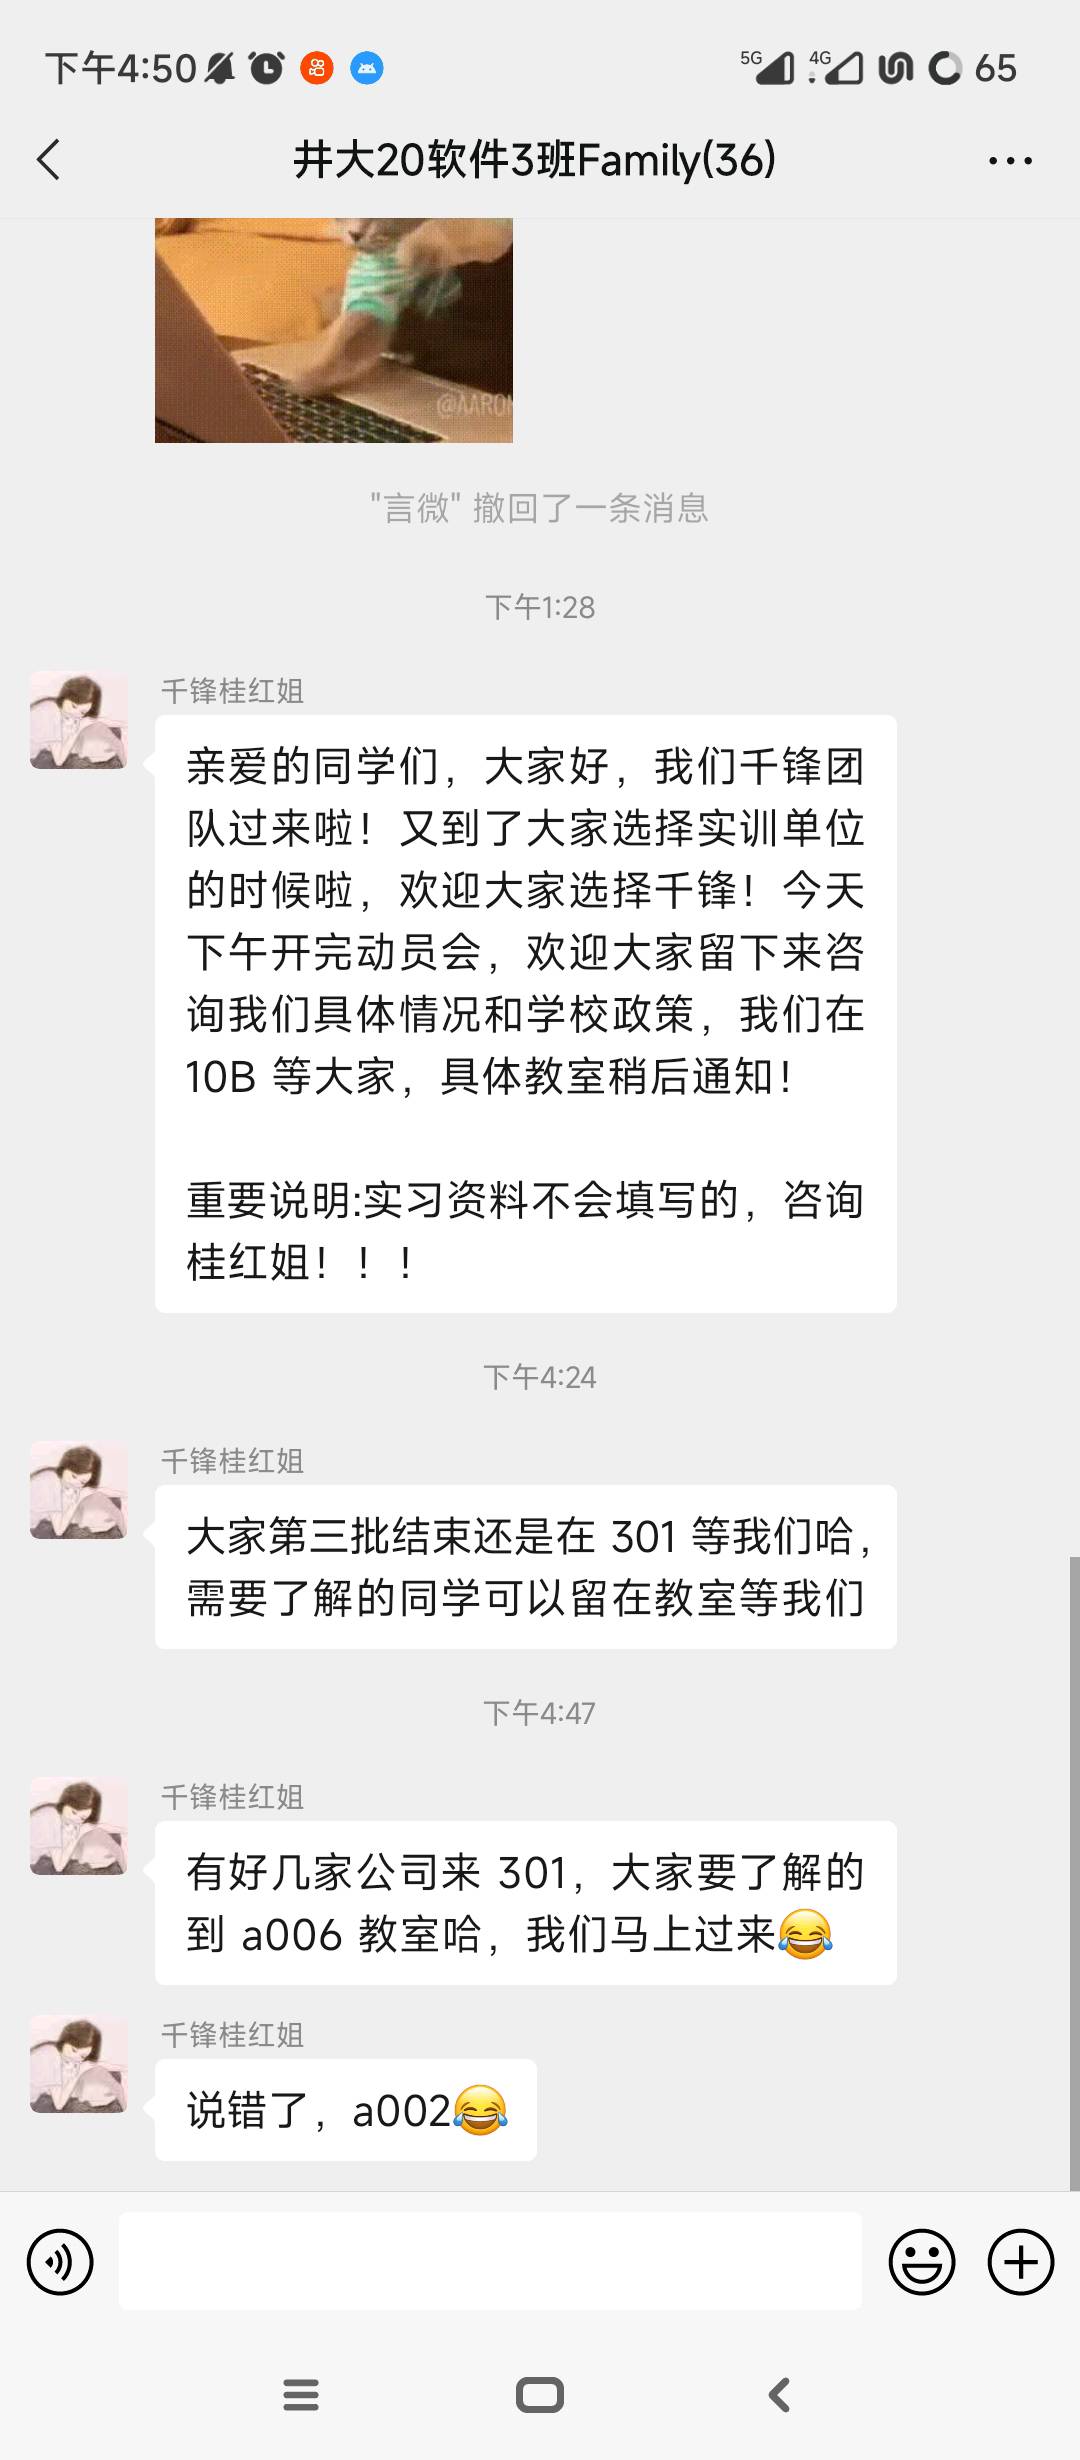 下午4:50
5G
4G
65
井大20软件3班Family(36)
@AARON
"言微" 撤回了一条消息
下午1:28
千锋桂红姐
亲爱的同学们，大家好，我们千锋团
队过来啦！又到了大家选择实训单位
的时候啦，欢迎大家选择千锋！今天
下午开完动员会，欢迎大家留下来咨
询我们具体情况和学校政策，我们在
10B 等大家，具体教室稍后通知！
重要说明:实习资料不会填写的，咨询
桂红姐！！！
下午4:24
千锋桂红姐
大家第三批结束还是在 301 等我们哈，
需要了解的同学可以留在教室等我们
下午4:47
千锋桂红姐
有好几家公司来 301，大家要了解的
到 a006 教室哈，我们马上过来😂
千锋桂红姐
说错了，a002😂